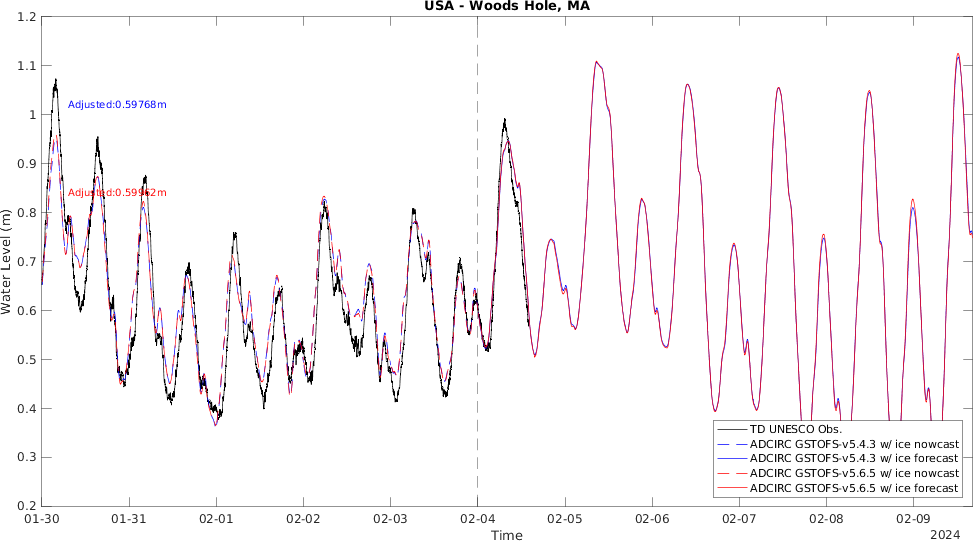 USA - Woods Hole, MA
1.2
1.1
1
0.9
0.8
0.7
0.6
0.5
0.4
0.3
0.2
Water Level (m)
Adjusted:0.59768m
TD UNESCO Obs.
ADCIRC GSTOFS-v5.4.3 w/ ice nowcast
ADCIRC GSTOFS-v5.4.3 w/ ice forecast
ADCIRC GSTOFS-v5.6.5 w/ ice nowcast
ADCIRC GSTOFS-v5.6.5 w/ ice forecast
01-30 01-31 02-01 02-02 02-03 02-04 02-05 02-06 02-07 02-08 02-09
Time
2024